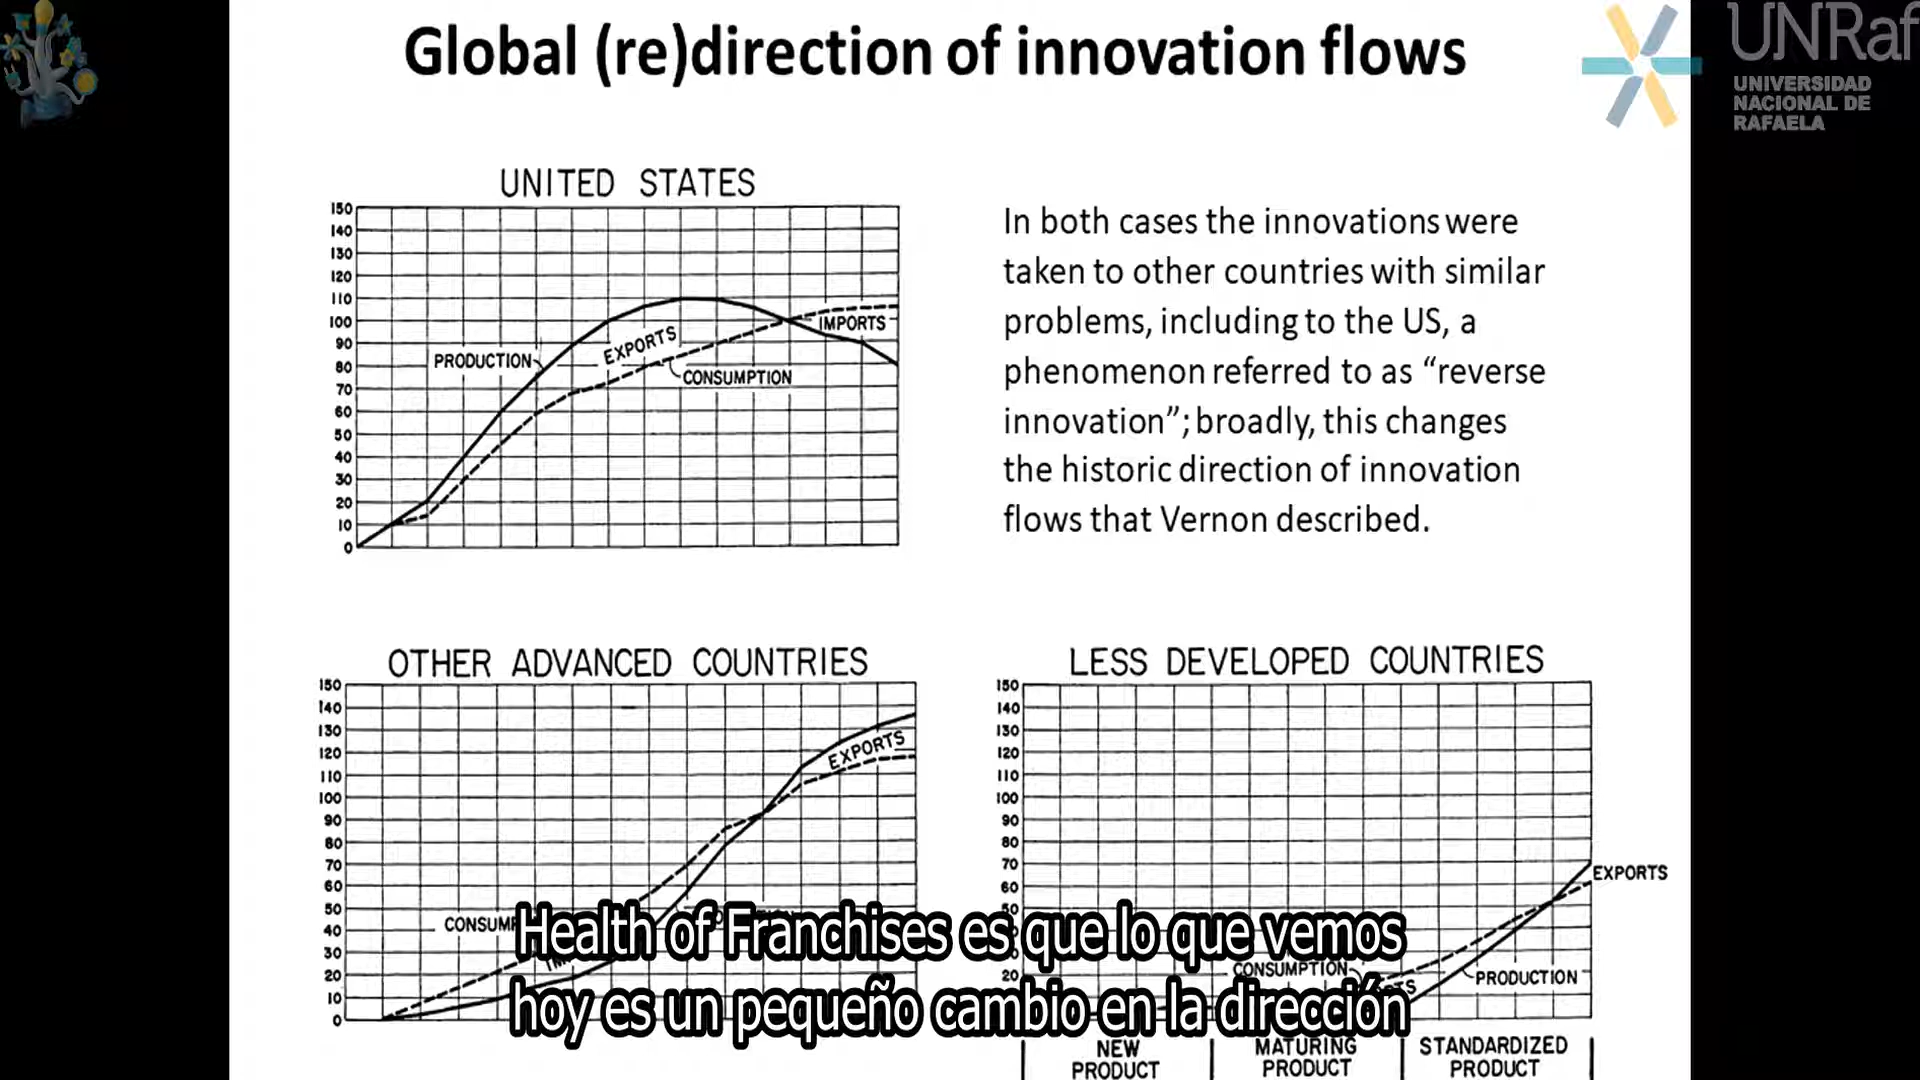 Global (re)direction of innovation flows
UNRaf
UNIVERSIDAD
NACIONAL DE
RAFAELA
UNITED STATES
150
140
130
120
110
100
90
80
70
60
50
40
30
20
10
0
PRODUCTION
EXPORTS
CONSUMPTION
IMPORTS
In both cases the innovations were
taken to other countries with similar
problems, including to the US, a
phenomenon referred to as “reverse
innovation”; broadly, this changes
the historic direction of innovation
flows that Vernon described.
OTHER ADVANCED COUNTRIES
150
140
130
120
110
100
90
80
70
60
50
40
30
20
10
0
EXPORTS
LESS DEVELOPED COUNTRIES
150
140
130
120
110
100
90
80
70
60
50
20
EXPORTS
CONSUMPTION
PRODUCTION
Health of Franchises es que lo que vemos
hoy es un pequeño cambio en la dirección
NEW
PRODUCT
MATURING
PRODUCT
STANDARDIZED
PRODUCT